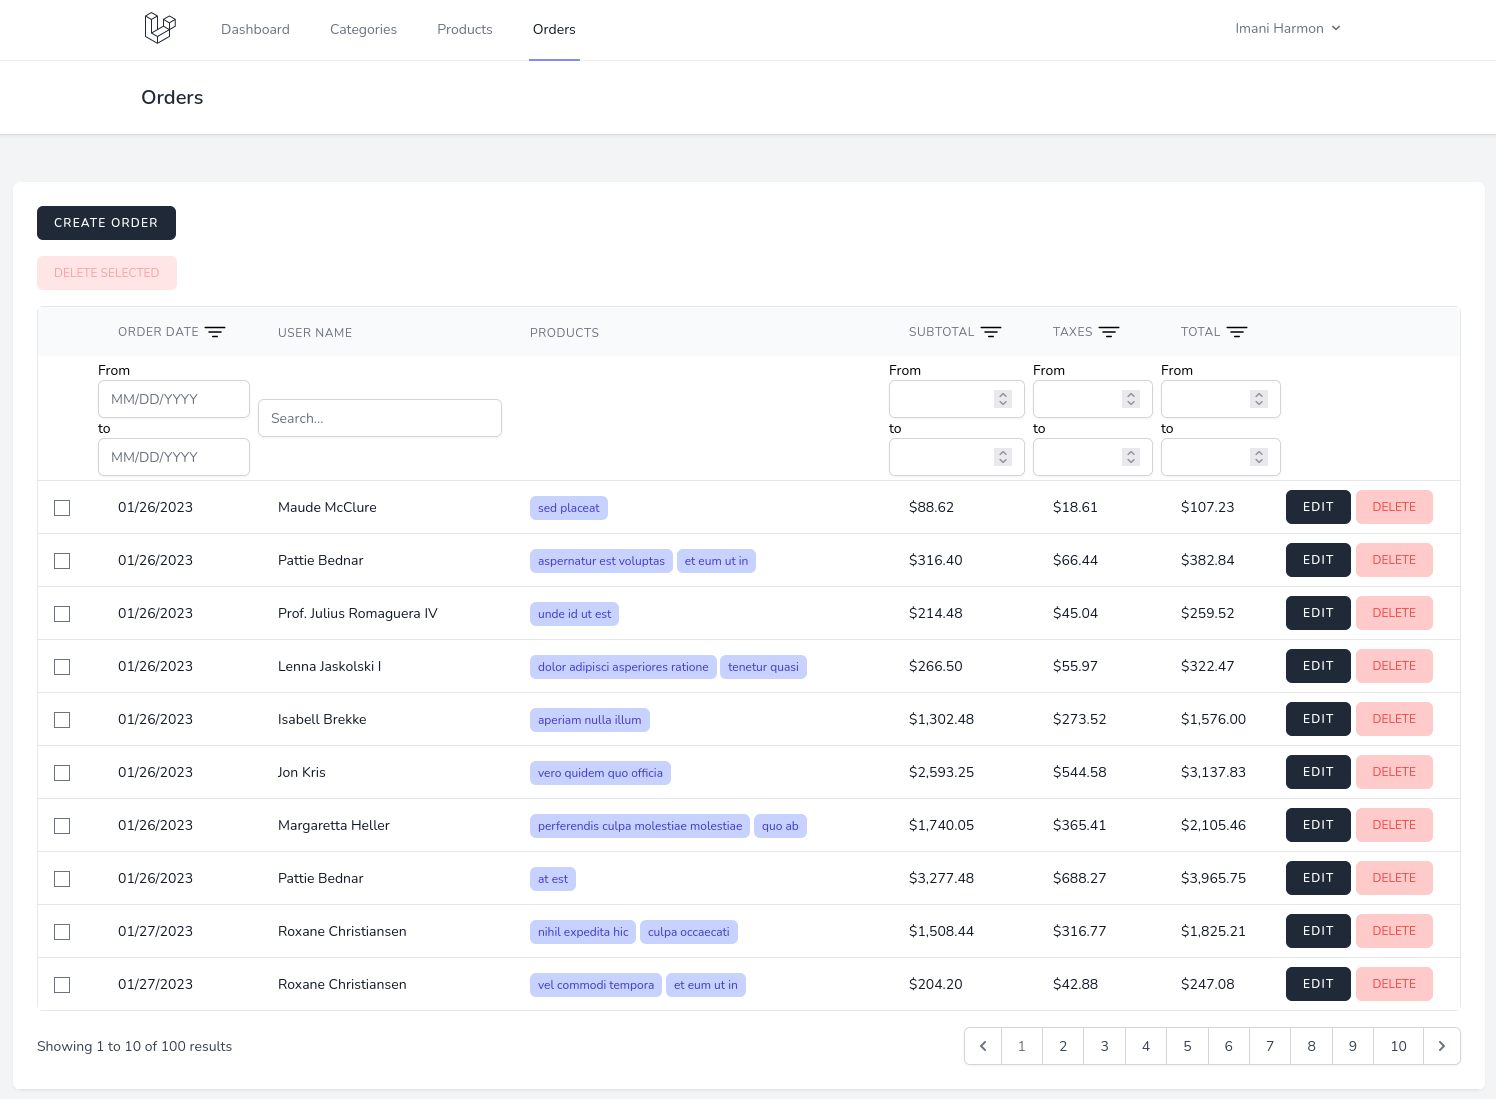 Dashboard Categories Products Orders Imani Harmon
Orders
CREATE ORDER
DELETE SELECTED
ORDER DATE USER NAME PRODUCTS SUBTOTAL TAXES TOTAL
From From From From
MM/DD/YYYY
Search...
to to to to
MM/DD/YYYY
01/26/2023 Maude McClure sed placeat $88.62 $18.61 $107.23 EDIT DELETE
01/26/2023 Pattie Bednar aspernatur est voluptas et eum ut in $316.40 $66.44 $382.84 EDIT DELETE
01/26/2023 Prof. Julius Romaguera IV unde id ut est $214.48 $45.04 $259.52 EDIT DELETE
01/26/2023 Lenna Jaskolski I dolor adipisci asperiores ratione tenetur quasi $266.50 $55.97 $322.47 EDIT DELETE
01/26/2023 Isabell Brekke aperiam nulla illum $1,302.48 $273.52 $1,576.00 EDIT DELETE
01/26/2023 Jon Kris vero quidem quo officia $2,593.25 $544.58 $3,137.83 EDIT DELETE
01/26/2023 Margaretta Heller perferendis culpa molestiae molestiae quo ab $1,740.05 $365.41 $2,105.46 EDIT DELETE
01/26/2023 Pattie Bednar at est $3,277.48 $688.27 $3,965.75 EDIT DELETE
01/27/2023 Roxane Christiansen nihil expedita hic culpa occaecati $1,508.44 $316.77 $1,825.21 EDIT DELETE
01/27/2023 Roxane Christiansen vel commodi tempora et eum ut in $204.20 $42.88 $247.08 EDIT DELETE
Showing 1 to 10 of 100 results 1 2 3 4 5 6 7 8 9 10